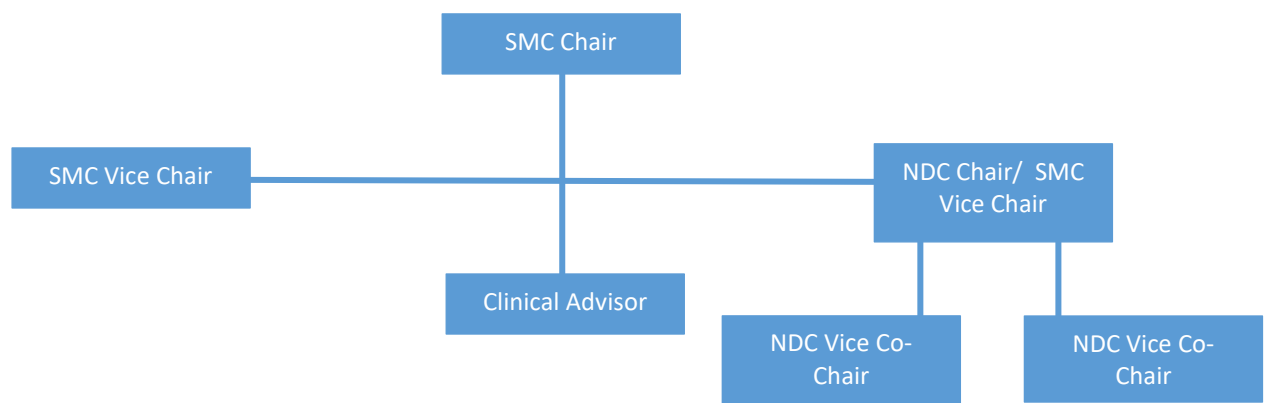 SMC Chair
SMC Vice Chair
NDC Chair/  SMC
Vice Chair
Clinical Advisor
NDC Vice Co-
Chair
NDC Vice Co-
Chair